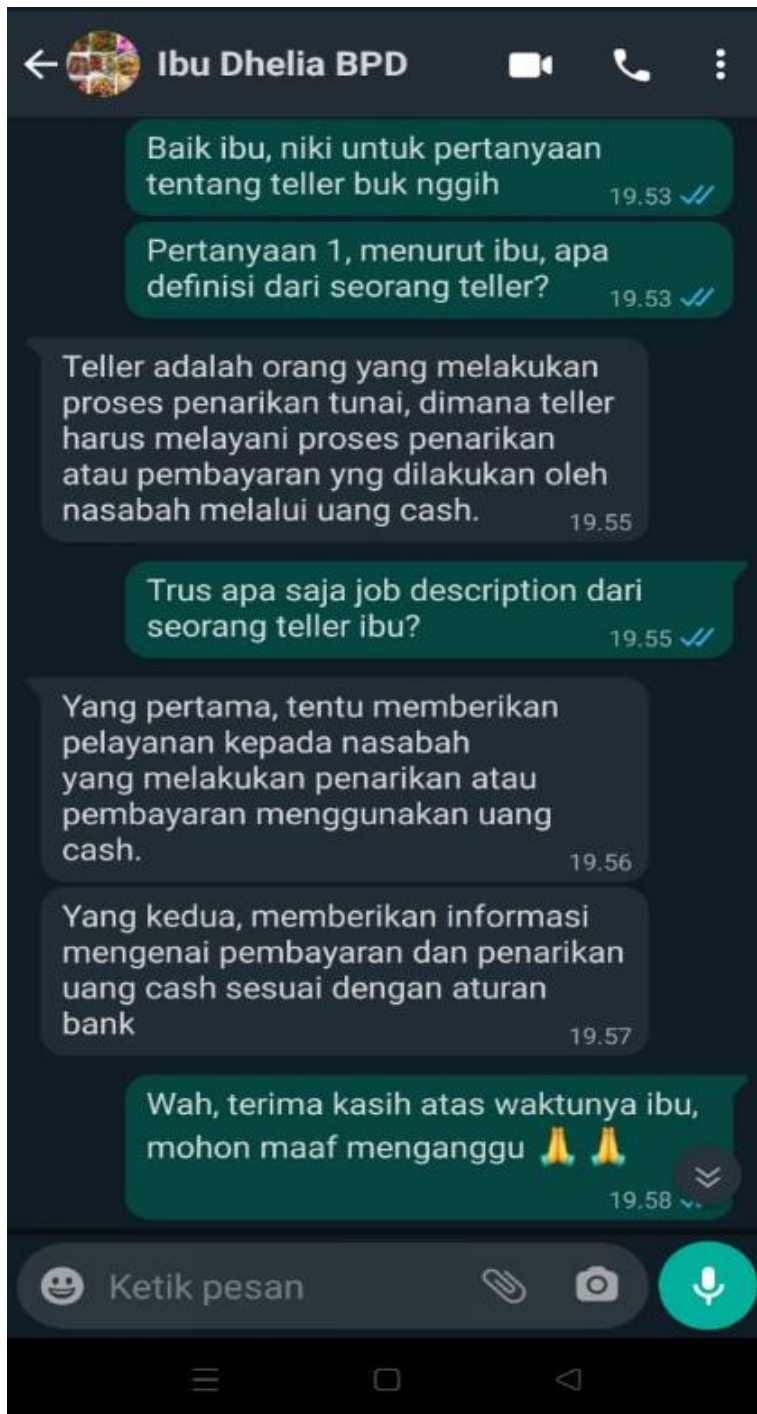 Ibu Dhelia BPD
Baik ibu, niki untuk pertanyaan
tentang teller buk nggih
19.53
Pertanyaan 1, menurut ibu, apa
definisi dari seorang teller?
19.53
Teller adalah orang yang melakukan
proses penarikan tunai, dimana teller
harus melayani proses penarikan
atau pembayaran yng dilakukan oleh
nasabah melalui uang cash.
19.55
Trus apa saja job description dari
seorang teller ibu?
19.55
Yang pertama, tentu memberikan
pelayanan kepada nasabah
yang melakukan penarikan atau
pembayaran menggunakan uang
cash.
19.56
Yang kedua, memberikan informasi
mengenai pembayaran dan penarikan
uang cash sesuai dengan aturan
bank
19.57
Wah, terima kasih atas waktunya ibu,
mohon maaf menganggu 🙏 🙏
19.58
Ketik pesan